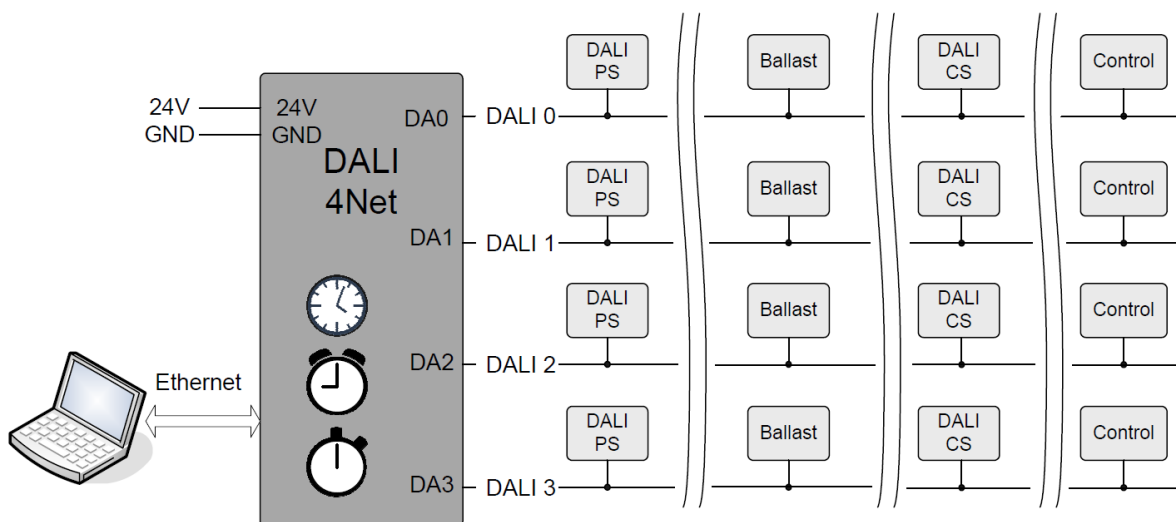 DALI
PS
Ballast
DALI
CS
Control
24V
24V
DA0
DALI 0
GND
GND
DALI
4Net
DALI
PS
Ballast
DALI
CS
Control
DA1
DALI 1
DALI
PS
Ballast
DALI
CS
Control
DA2
DALI 2
Ethernet
DALI
PS
Ballast
DALI
CS
Control
DA3
DALI 3